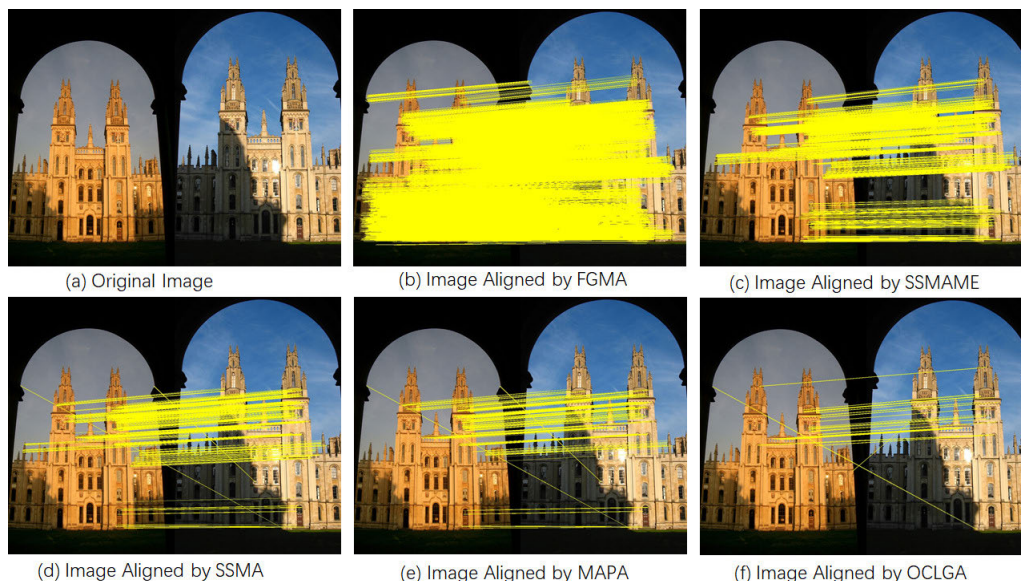 (a) Original Image
(b) Image Aligned by FGMA
(c) Image Aligned by SSMAME
(d) Image Aligned by SSMA
(e) Image Aligned by MAPA
(f) Image Aligned by OCLGA